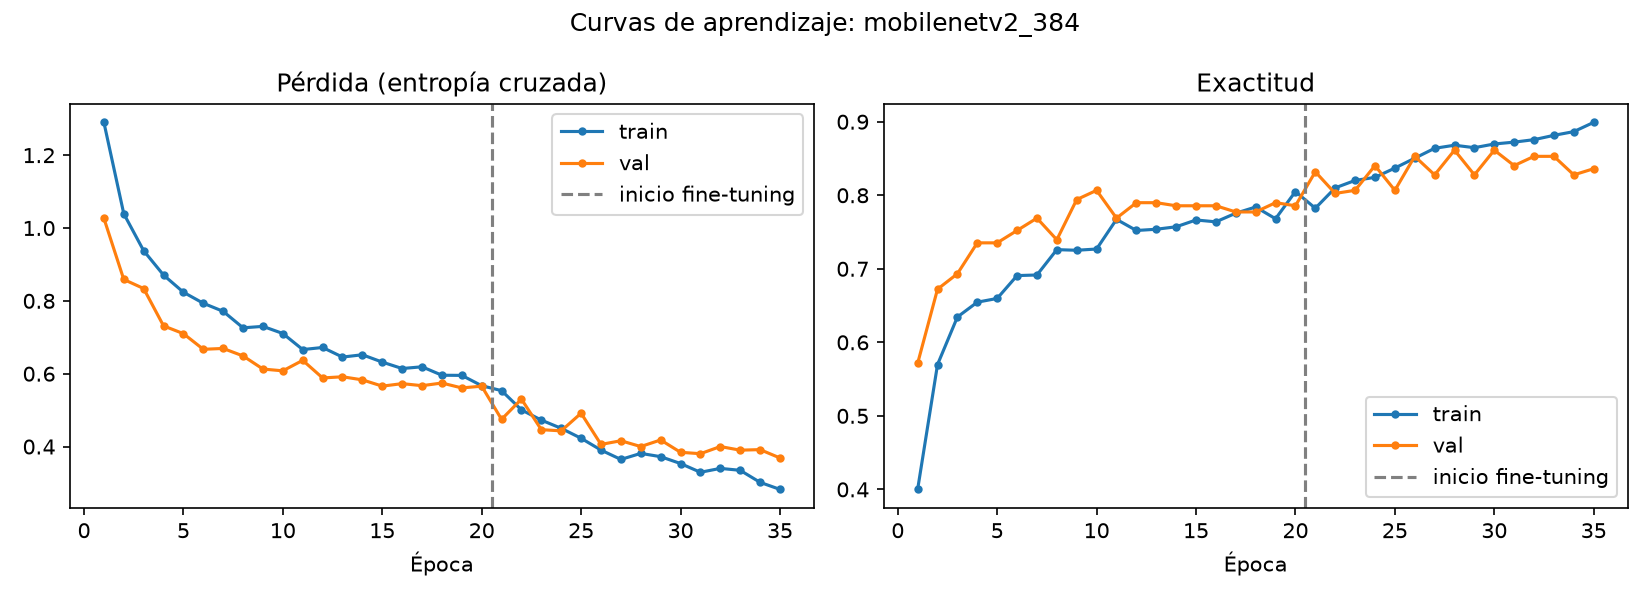 Curvas de aprendizaje: mobilenetv2_384
Pérdida (entropía cruzada)
1.2
1.0
0.8
0.6
0.4
0 5 10 15 20 25 30 35
Época
train
val
inicio fine-tuning
Exactitud
0.9
0.8
0.7
0.6
0.5
0.4
0 5 10 15 20 25 30 35
Época
train
val
inicio fine-tuning